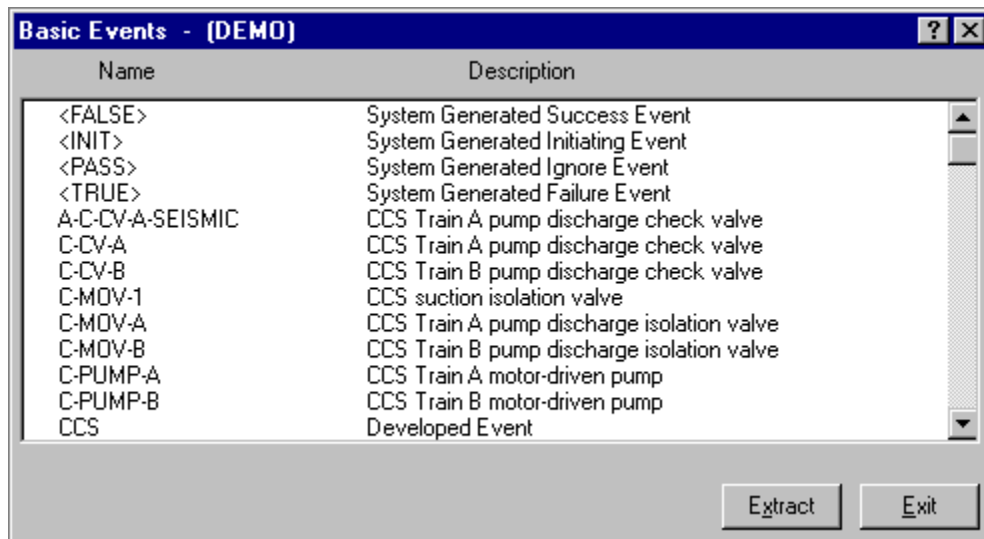 Basic Events - (DEMO)
Name Description
<FALSE> System Generated Success Event
<INIT> System Generated Initiating Event
<PASS> System Generated Ignore Event
<TRUE> System Generated Failure Event
A-C-CV-A-SEISMIC CCS Train A pump discharge check valve
C-CV-A CCS Train A pump discharge check valve
C-CV-B CCS Train B pump discharge check valve
C-MOV-1 CCS suction isolation valve
C-MOV-A CCS Train A pump discharge isolation valve
C-MOV-B CCS Train B pump discharge isolation valve
C-PUMP-A CCS Train A motor-driven pump
C-PUMP-B CCS Train B motor-driven pump
CCS Developed Event
Extract Exit